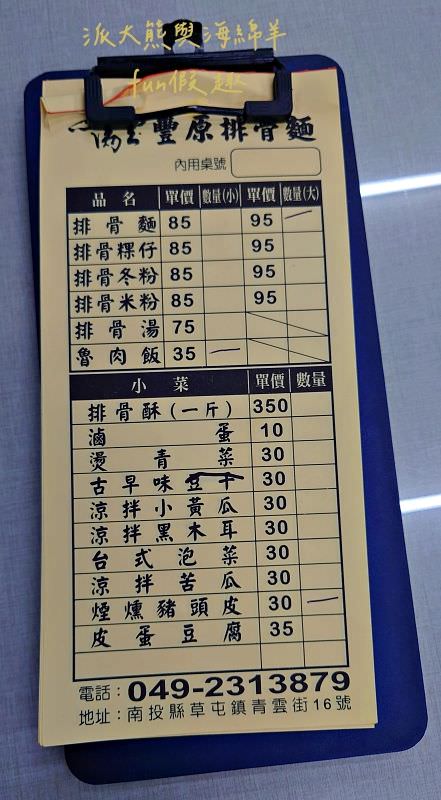 派大熊與海綿羊
fun假趣
豐原排骨麵
內用桌號
品名 單價 數量(小) 單價 數量(大)
排骨麵 85 95
排骨粿仔 85 95
排骨冬粉 85 95
排骨米粉 85 95
排骨湯 75
魯肉飯 35
小菜 單價 數量
排骨酥(一斤) 350
滷蛋 10
燙青菜 30
古早味豆干 30
涼拌小黃瓜 30
涼拌黑木耳 30
台式泡菜 30
涼拌苦瓜 30
煙燻豬頭皮 30
皮蛋豆腐 35
電話：049-2313879
地址：南投縣草屯鎮青雲街16號